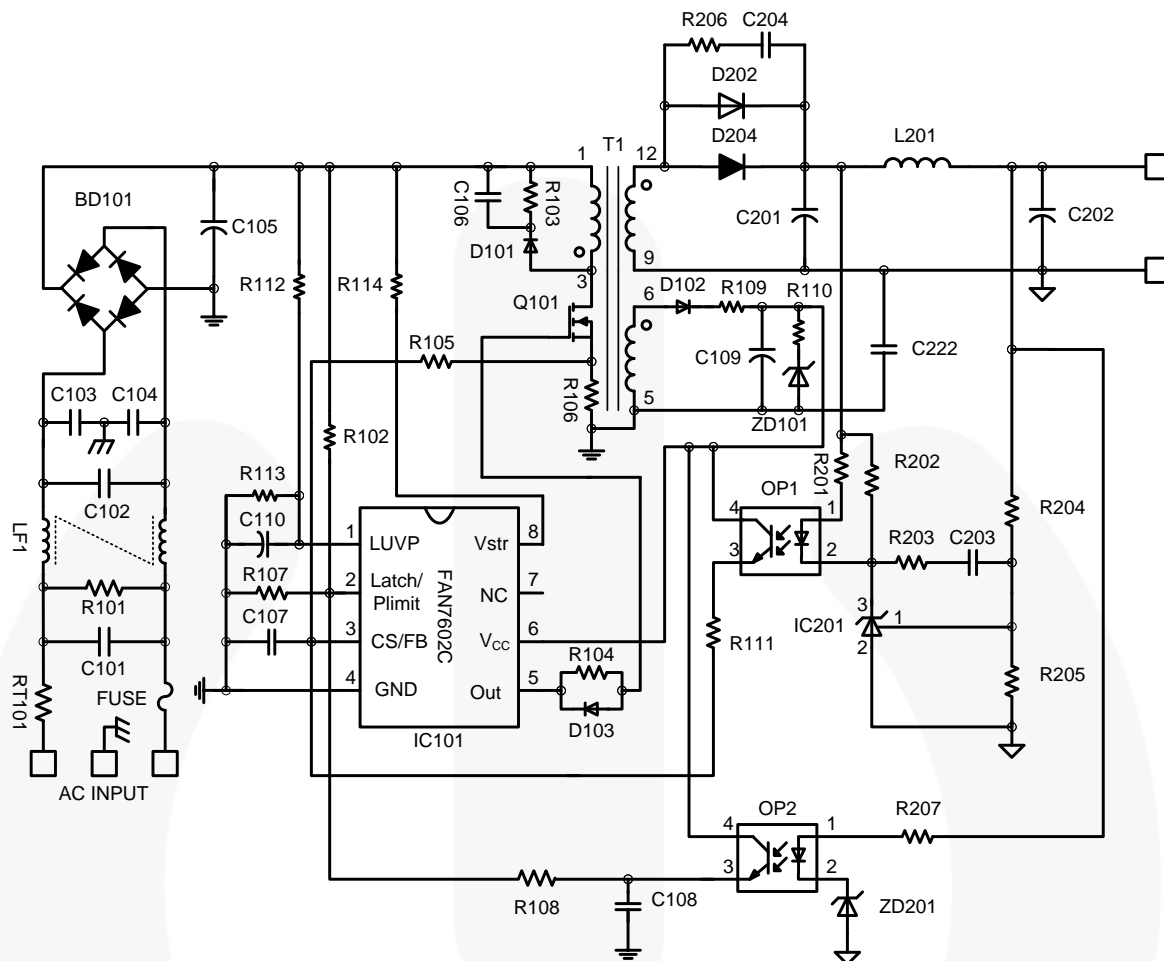 R206
C204
D202
D204
L201
T1
1
12
BD101
C105
C106
R103
D101
C201
C202
R112
R114
3
9
Q101
6
D102
R109
R110
R105
C109
C222
C103
C104
R106
5
ZD101
R102
R201
R202
R113
OP1
C102
C110
4
1
R204
LF1
1
LUVP
Vstr
8
3
2
R203
C203
R107
2
Latch/
Plimit
FAN7602C
NC
7
R101
C107
3
CS/FB
VCC
6
R111
IC201
3
1
2
C101
R104
R205
RT101
FUSE
4
GND
Out
5
D103
IC101
AC INPUT
OP2
4
1
R207
3
2
R108
C108
ZD201